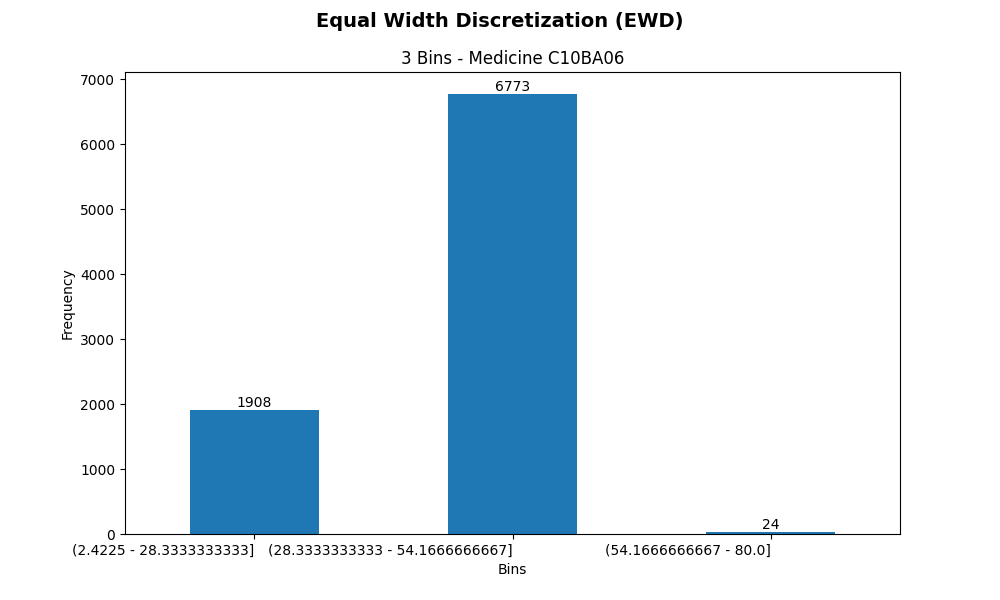 Equal Width Discretization (EWD)
3 Bins - Medicine C10BA06
7000
6000
5000
4000
3000
2000
1000
0
Frequency
1908
6773
24
(2.4225 - 28.3333333333]
(28.3333333333 - 54.1666666667]
(54.1666666667 - 80.0]
Bins